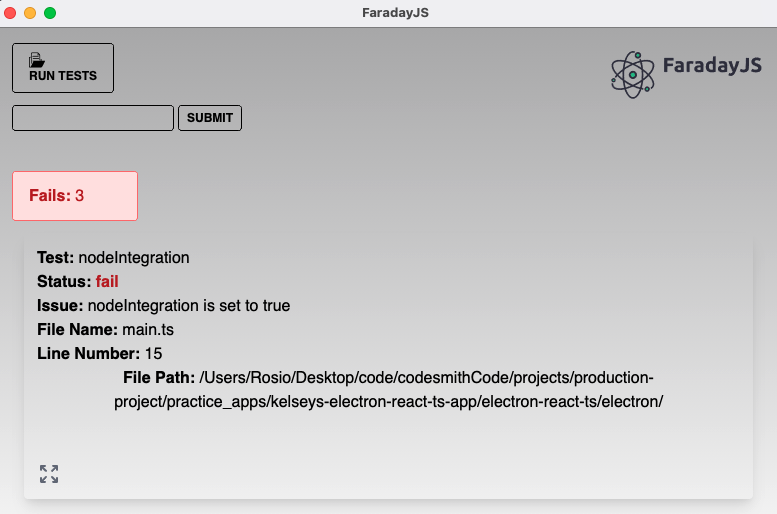 FaradayJS
RUN TESTS
FaradayJS
SUBMIT
Fails: 3
Test: nodeIntegration
Status: fail
Issue: nodeIntegration is set to true
File Name: main.ts
Line Number: 15
File Path: /Users/Rosio/Desktop/code/codesmithCode/projects/production-
project/practice_apps/kelseys-electron-react-ts-app/electron-react-ts/electron/